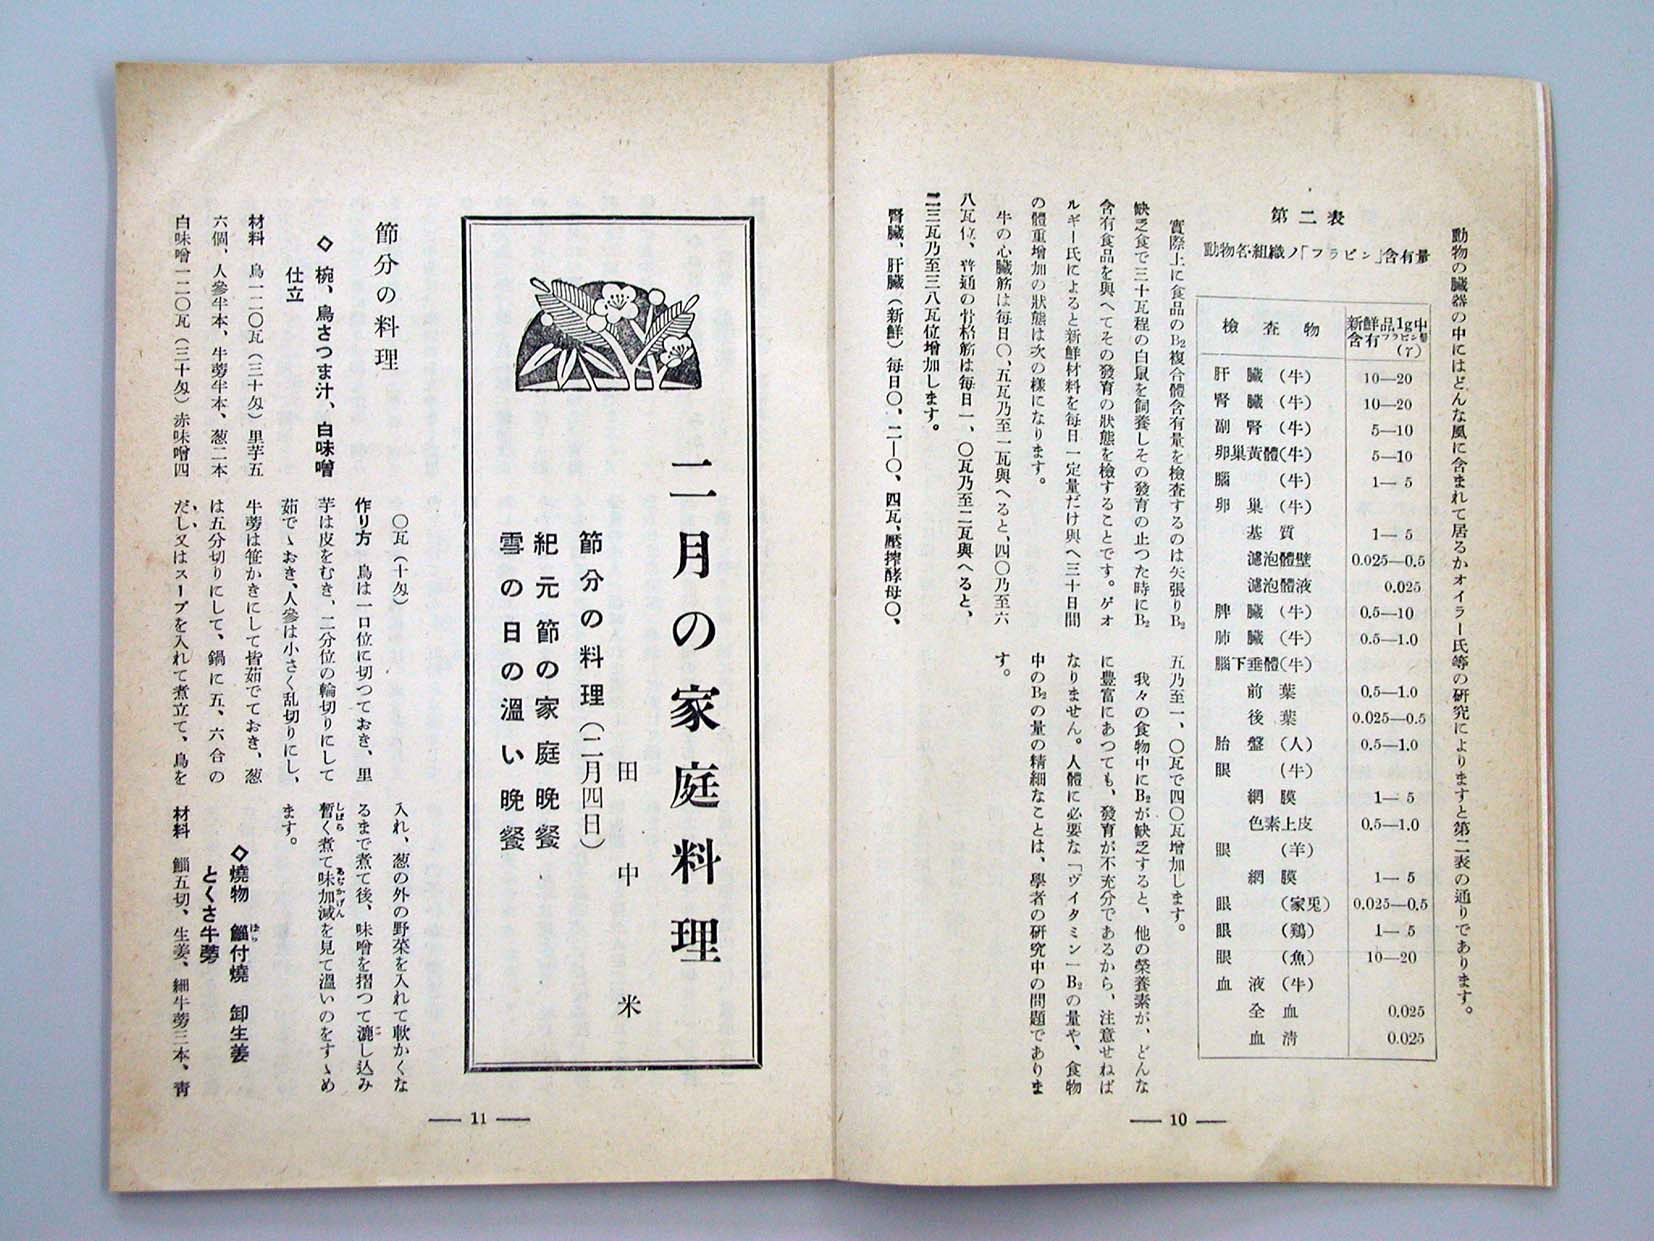 動物の臓器の中にはどんな風に含まれて居るかオイラー氏等の研究によりますと第二表の通りであります。
第二表
動物各組織ノ「フラビン」含有量
檢査物 新鮮品1g中含有フラビン量(γ)
肝臓(牛) 10—20
腎臓(牛) 10—20
副腎(牛) 5—10
卵巣黄體(牛) 5—10
腦(牛) 1—5
卵巣(牛)
基質 1—5
濾泡體壁 0.025—0.5
濾泡體液 0.025
脾臓(牛) 0.5—10
肺臓(牛) 0.5—1.0
腦下垂體(牛)
前葉 0.5—1.0
後葉 0.025—0.5
胎盤(人) 0.5—1.0
眼(牛)
網膜 1—5
色素上皮 0.5—1.0
眼(羊)
網膜 1—5
眼(家兎) 0.025—0.5
眼(鷄) 1—5
眼(魚) 10—20
血液(牛)
全血 0.025
血清 0.025
實際上に食品のB₂複合體含有量を檢査するのは矢張りB₂
缺乏食で三十瓦程の白鼠を飼養しその發育の止つた時にB₂
含有食品を與へてその發育の狀態を檢することです。ゲオ
ルギー氏によると新鮮材料を毎日一定量だけ與へ三十日間
の體重増加の狀態は次の樣になります。
牛の心臓筋は毎日〇、五瓦乃至一瓦與へると、四〇乃至六
八瓦位、普通の骨格筋は毎日一、〇瓦乃至二瓦與へると、
二三瓦乃至三八瓦位增加します。
腎臓、肝臓(新鮮)毎日〇、二—〇、四瓦、壓搾酵母〇、
五乃至一、〇瓦で四〇瓦增加します。
我々の食物中にB₂が缺乏すると、他の榮養素が、どんな
に豊富にあつても、發育が不充分であるから、注意せねば
なりません。人體に必要な「ヴイタミン」B₂の量や、食物
中のB₂の量の精細なことは、學者の研究中の問題でありま
す。
— 10 —
二月の家庭料理
田中米
節分の料理(二月四日)
紀元節の家庭晩餐
雪の日の溫い晩餐
節分の料理
◇椀、鳥さつま汁、白味噌
仕立
材料 鳥一二〇瓦(三十匁)里芋五
六個、人參半本、牛蒡半本、葱二本
白味噌一二〇瓦(三十匁)赤味噌四
〇瓦(十匁)
作り方 鳥は一口位に切つておき、里
芋は皮をむき、二分位の輪切りにして
茹でゝおき、人參は小さく乱切りにし、
牛蒡は笹かきにして皆茹でておき、葱
は五分切りにして、鍋に五、六合の
だし又はスープを入れて煮立て、鳥を
入れ、葱の外の野菜を入れて軟かくな
るまで煮て後、味噌を摺つて漉し込み
暫く煮て味加減を見て溫いのをすゝめ
ます。
◇燒物 鰡付燒 卸生姜
とくさ牛蒡
材料 鰡五切、生姜、細牛蒡三本、靑
— 11 —